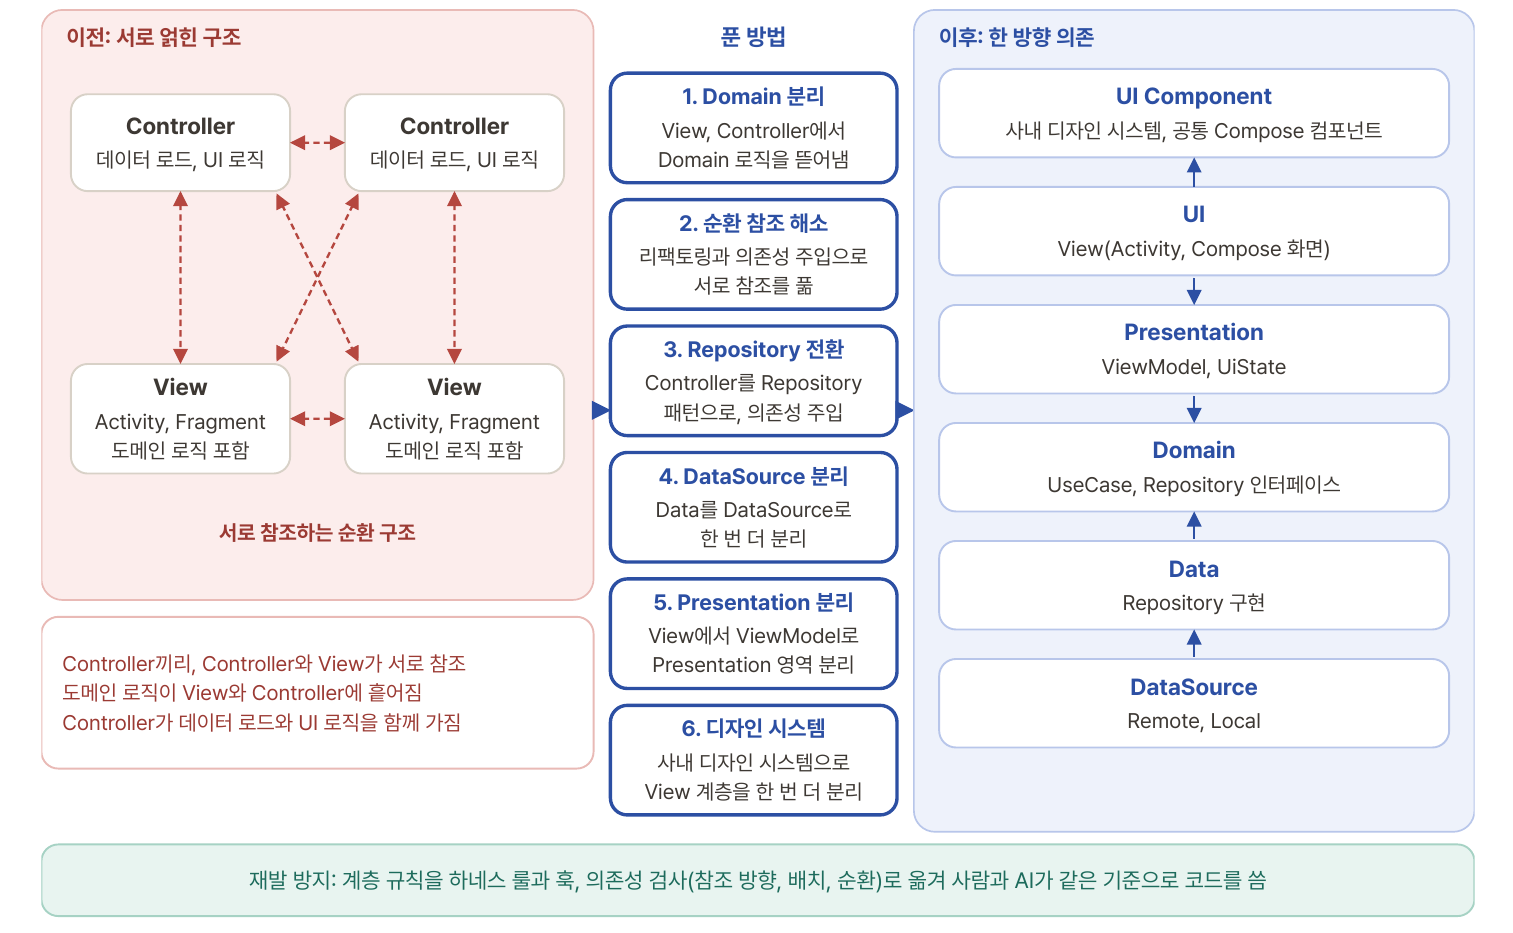 이전: 서로 얽힌 구조
Controller
데이터 로드, UI 로직
Controller
데이터 로드, UI 로직
View
Activity, Fragment
도메인 로직 포함
View
Activity, Fragment
도메인 로직 포함
서로 참조하는 순환 구조
Controller끼리, Controller와 View가 서로 참조
도메인 로직이 View와 Controller에 흩어짐
Controller가 데이터 로드와 UI 로직을 함께 가짐
푼 방법
1. Domain 분리
View, Controller에서
Domain 로직을 뜯어냄
2. 순환 참조 해소
리팩토링과 의존성 주입으로
서로 참조를 풂
3. Repository 전환
Controller를 Repository
패턴으로, 의존성 주입
4. DataSource 분리
Data를 DataSource로
한 번 더 분리
5. Presentation 분리
View에서 ViewModel로
Presentation 영역 분리
6. 디자인 시스템
사내 디자인 시스템으로
View 계층을 한 번 더 분리
이후: 한 방향 의존
UI Component
사내 디자인 시스템, 공통 Compose 컴포넌트
UI
View(Activity, Compose 화면)
Presentation
ViewModel, UiState
Domain
UseCase, Repository 인터페이스
Data
Repository 구현
DataSource
Remote, Local
재발 방지: 계층 규칙을 하네스 룰과 훅, 의존성 검사(참조 방향, 배치, 순환)로 옮겨 사람과 AI가 같은 기준으로 코드를 씀